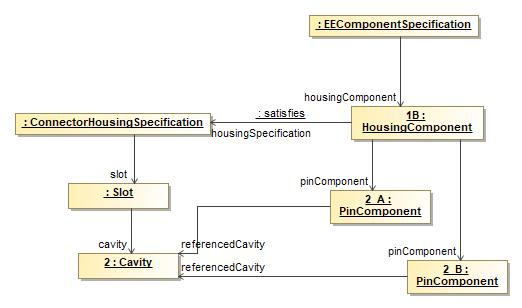 : EEComponentSpecification
housingComponent
: satisfies
1B :
: ConnectorHousingSpecification
HousingComponent
housingSpecification
slot
pinComponent
: Slot
2_A :
PinComponent
cavity
referencedCavity
pinComponent
2 : Cavity
referencedCavity
2_B :
PinComponent